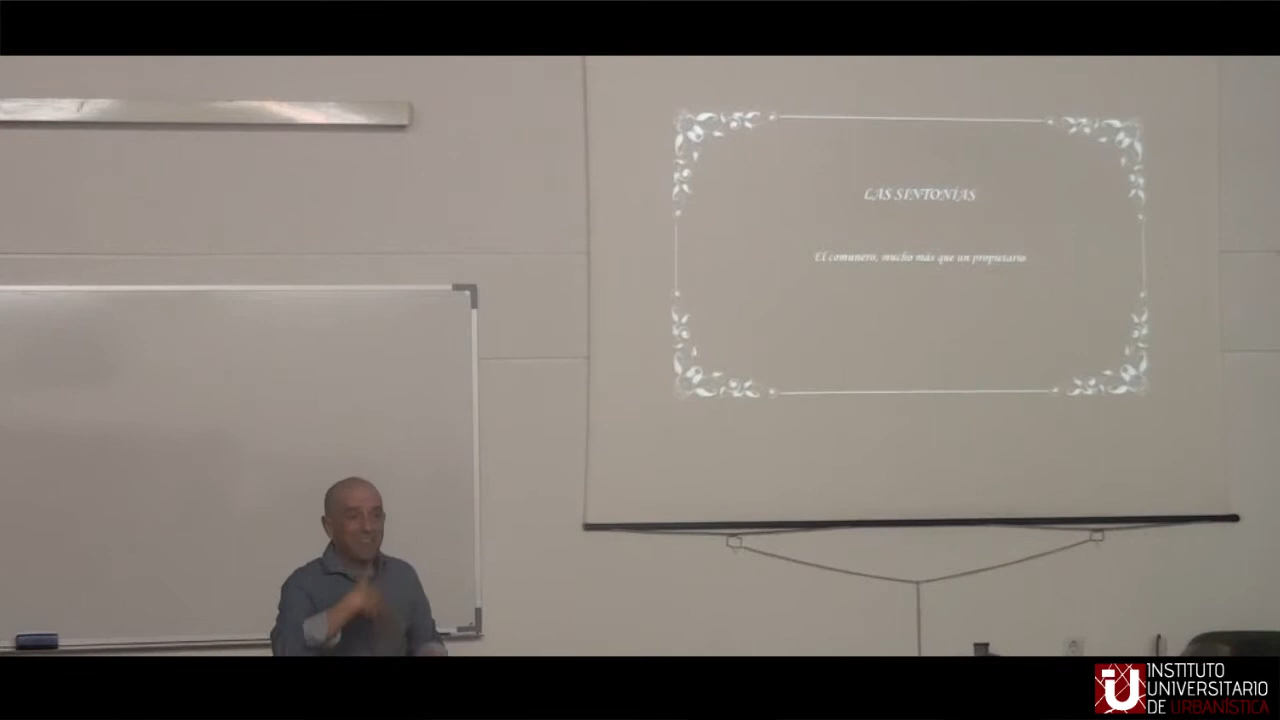 LAS SINTONÍAS
El comunero, mucho más que un propietario
INSTITUTO
UNIVERSITARIO
DE URBANÍSTICA